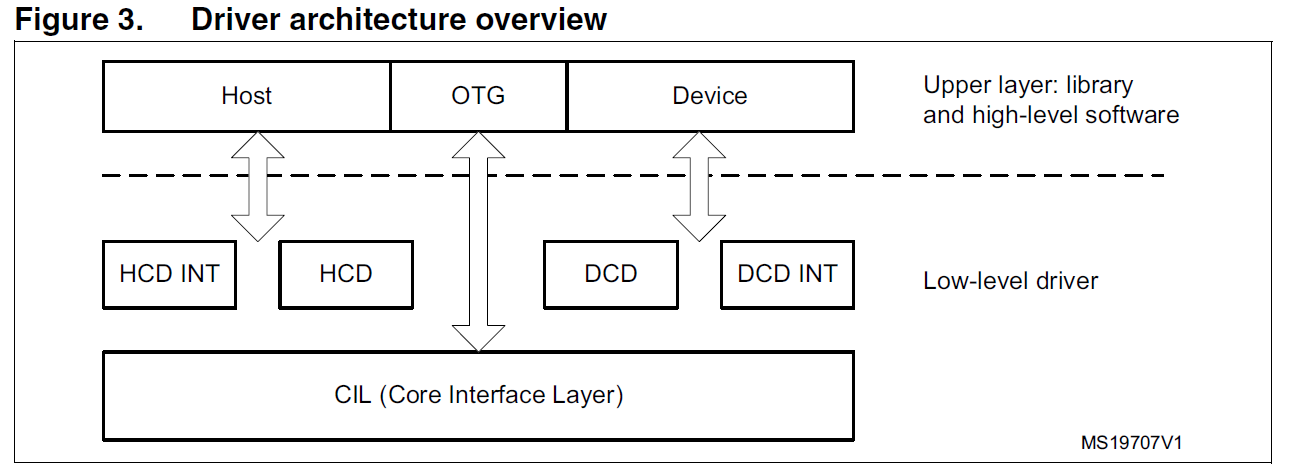 Figure 3. Driver architecture overview
Host OTG Device
Upper layer: library
and high-level software
HCD INT HCD DCD DCD INT
Low-level driver
CIL (Core Interface Layer)
MS19707V1